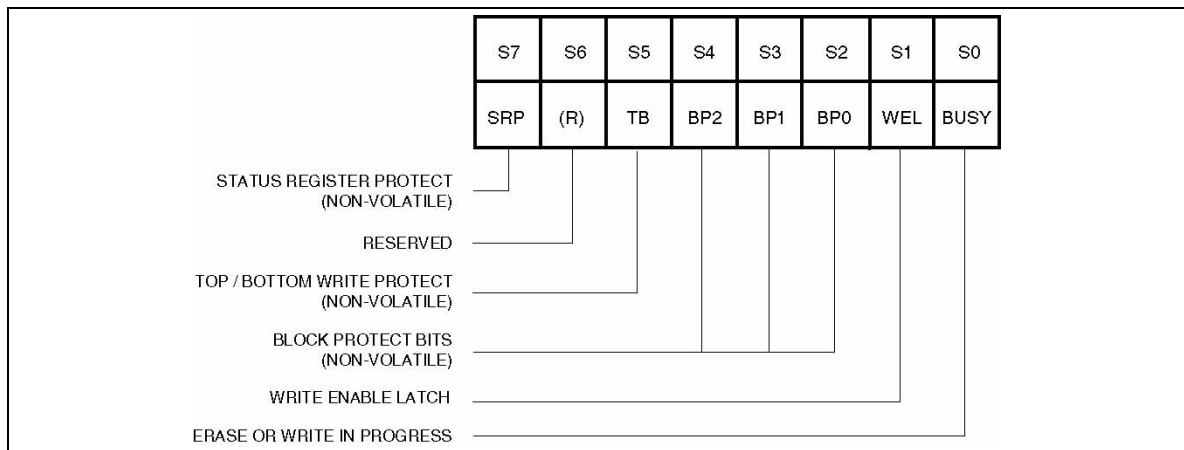 S7 S6 S5 S4 S3 S2 S1 S0
SRP (R) TB BP2 BP1 BP0 WEL BUSY
STATUS REGISTER PROTECT
(NON-VOLATILE)
RESERVED
TOP / BOTTOM WRITE PROTECT
(NON-VOLATILE)
BLOCK PROTECT BITS
(NON-VOLATILE)
WRITE ENABLE LATCH
ERASE OR WRITE IN PROGRESS